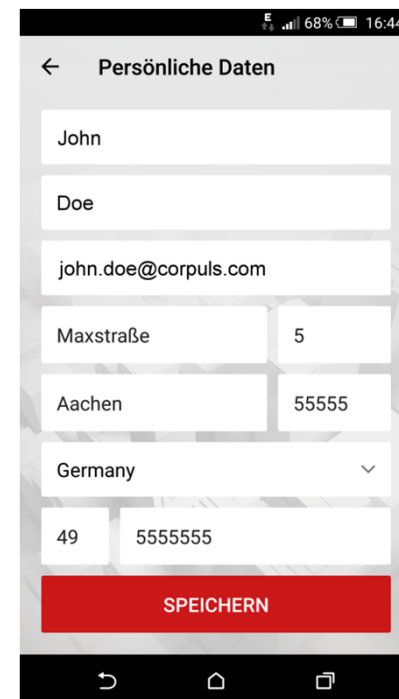 E 68% 16:44
Persönliche Daten
John
Doe
john.doe@corpuls.com
Maxstraße 5
Aachen 55555
Germany
49 5555555
SPEICHERN